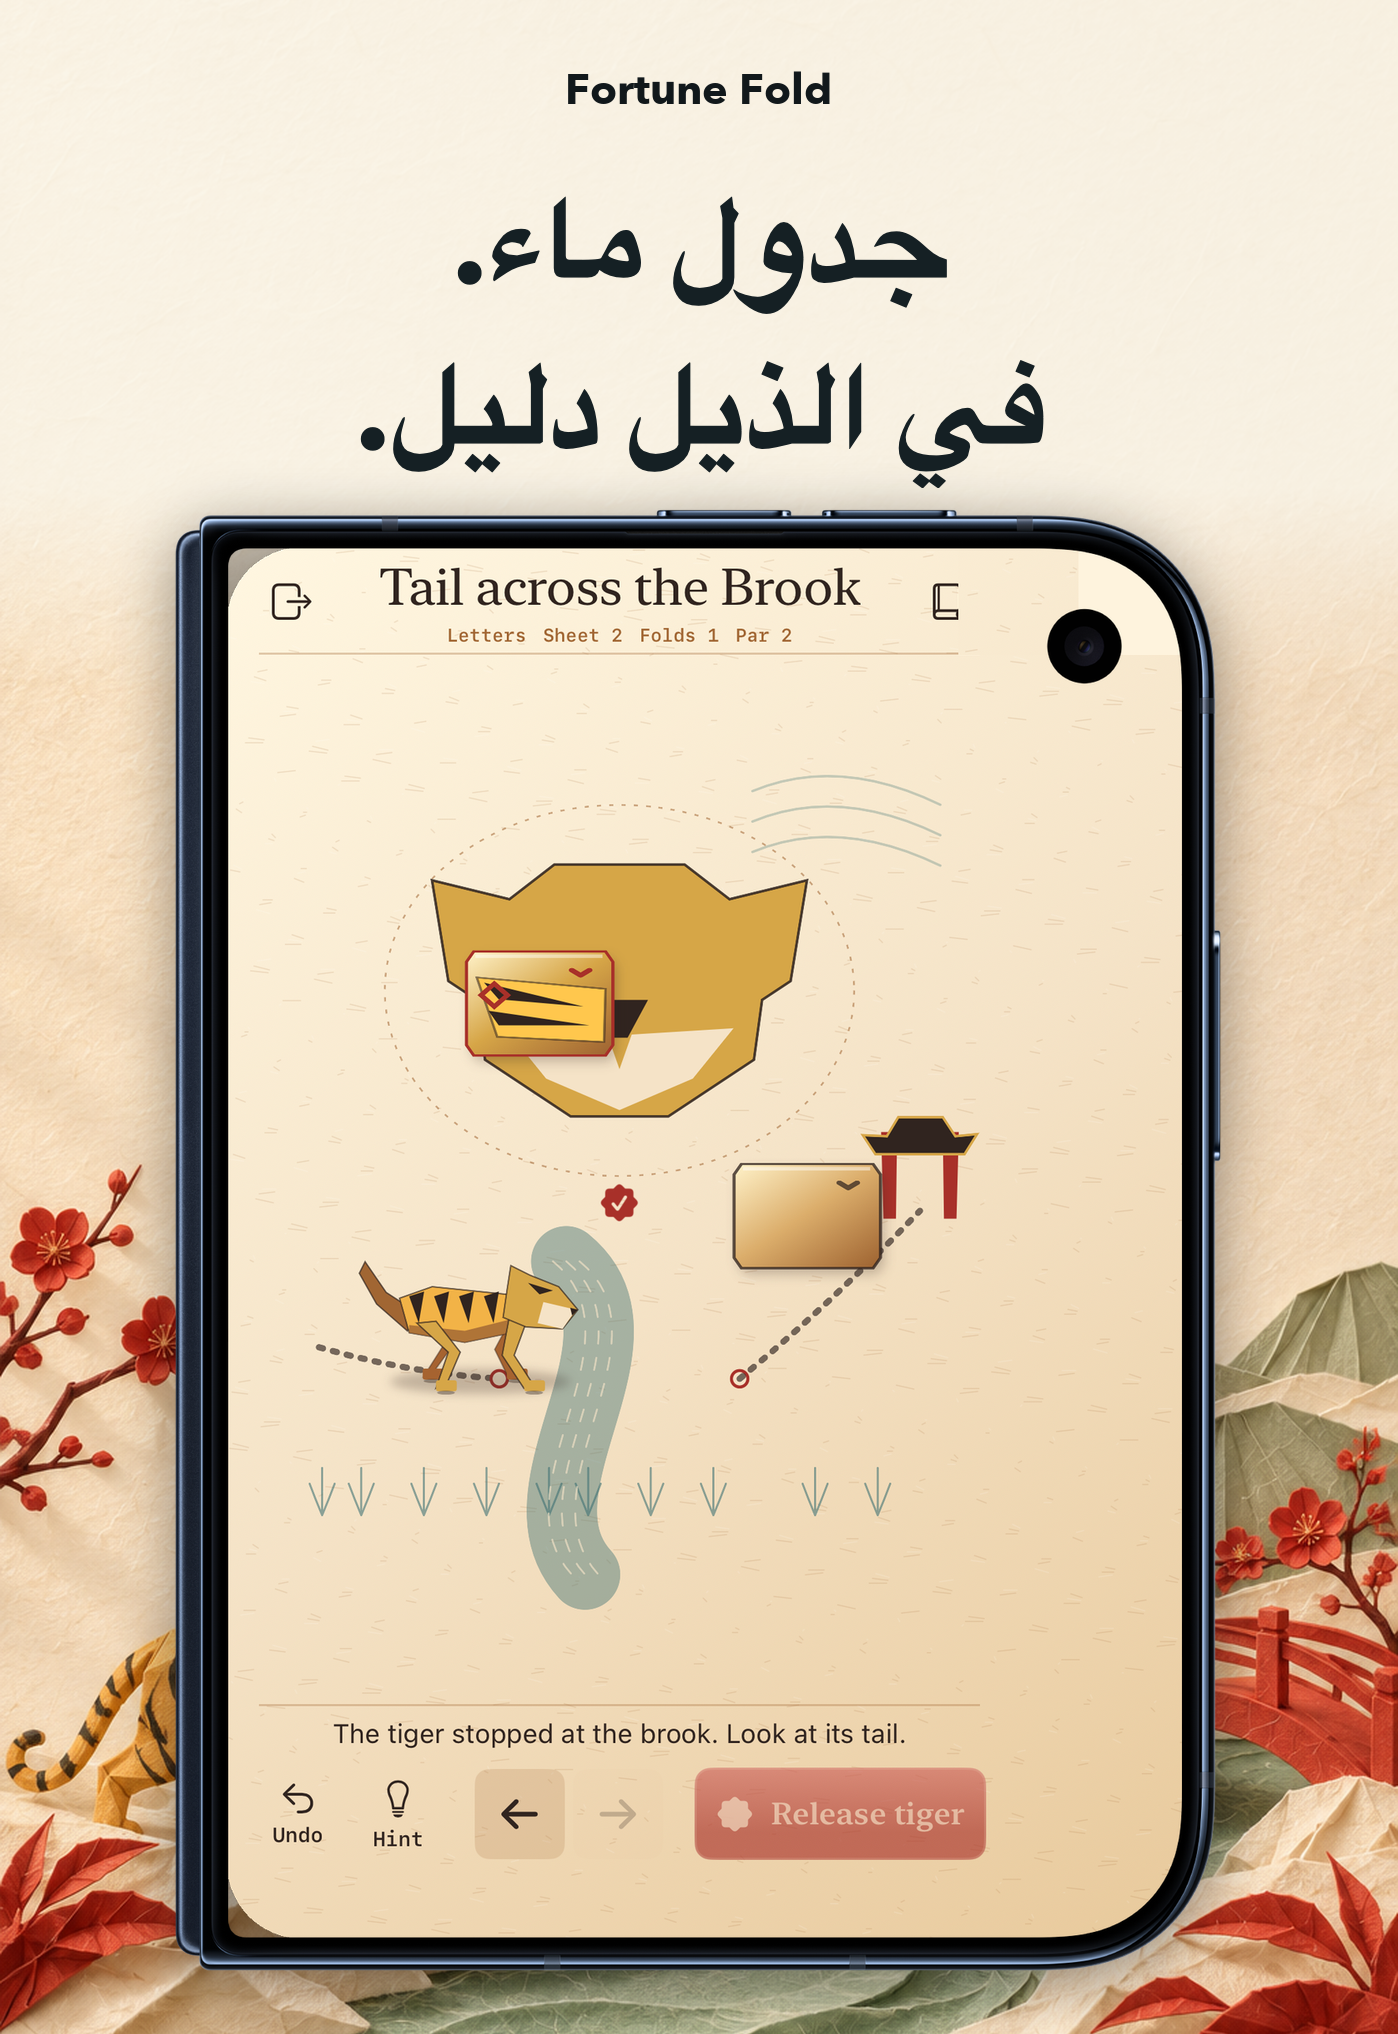 Fortune Fold
جدول ماء.
في الذيل دليل.
Tail across the Brook
Letters Sheet 2 Folds 1 Par 2
The tiger stopped at the brook. Look at its tail.
Undo
Hint
Release tiger